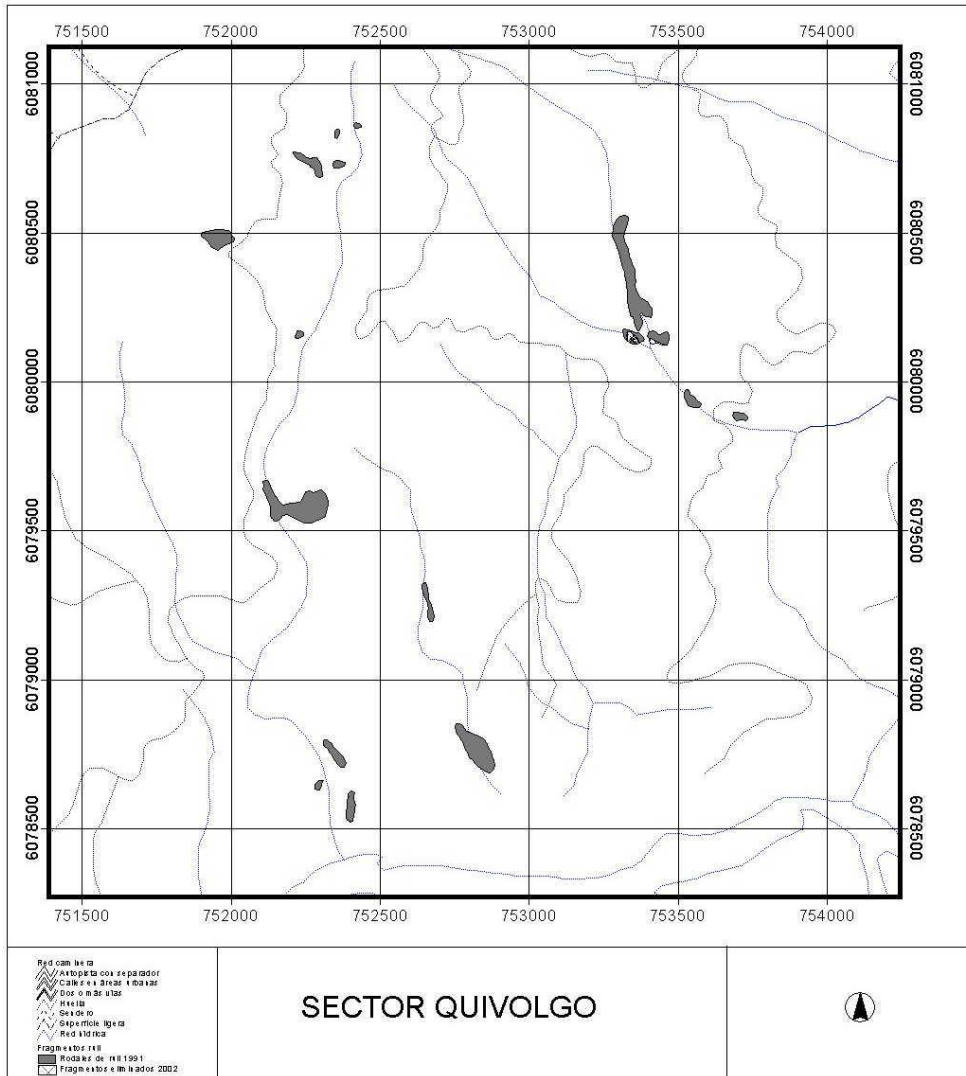 751500 752000 752500 753000 753500 754000
6081000 6081000
6080500 6080500
6080000 6080000
6079500 6079500
6079000 6079000
6078500 6078500
751500 752000 752500 753000 753500 754000
SECTOR QUIVOLGO
Red caminera
Autopista con separador
Calles en áreas urbanas
Dos o más
Huella
Sendero
Superficie ligera
Red hídrica
Fragmentos ruil
Rodales de ruil 1991
Fragmentos eliminados 2002